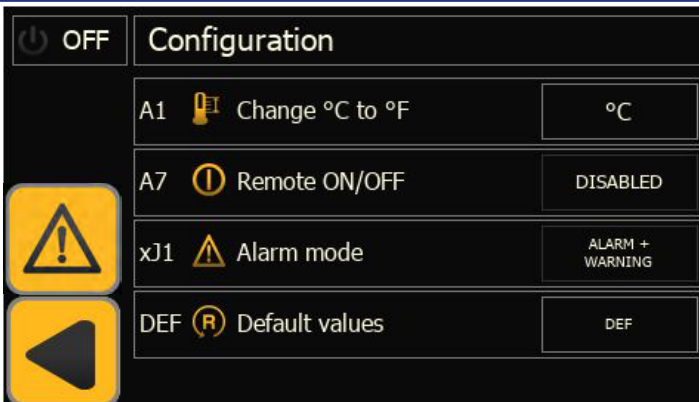 OFF
Configuration
A1 Change °C to °F
°C
A7 Remote ON/OFF
DISABLED
xJ1 Alarm mode
ALARM +
WARNING
DEF R Default values
DEF